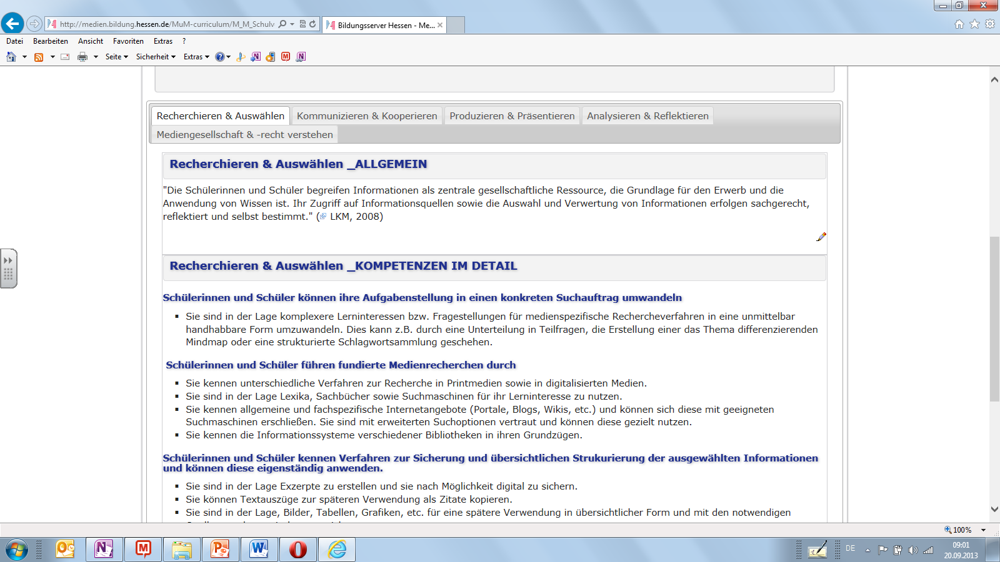 http://medien.bildung.hessen.de/MuM-curriculum/M_M_Schulv
Bildungsserver Hessen - Me...
Datei Bearbeiten Ansicht Favoriten Extras ?
Seite Sicherheit Extras
Recherchieren & Auswählen Kommunizieren & Kooperieren Produzieren & Präsentieren Analysieren & Reflektieren
Mediengesellschaft & -recht verstehen
Recherchieren & Auswählen _ALLGEMEIN
"Die Schülerinnen und Schüler begreifen Informationen als zentrale gesellschaftliche Ressource, die Grundlage für den Erwerb und die
Anwendung von Wissen ist. Ihr Zugriff auf Informationsquellen sowie die Auswahl und Verwertung von Informationen erfolgen sachgerecht,
reflektiert und selbst bestimmt." ( LKM, 2008)
Recherchieren & Auswählen _KOMPETENZEN IM DETAIL
Schülerinnen und Schüler können ihre Aufgabenstellung in einen konkreten Suchauftrag umwandeln
Sie sind in der Lage komplexere Lerninteressen bzw. Fragestellungen für medienspezifische Rechercheverfahren in eine unmittelbar
handhabbare Form umzuwandeln. Dies kann z.B. durch eine Unterteilung in Teilfragen, die Erstellung einer das Thema differenzierenden
Mindmap oder eine strukturierte Schlagwortsammlung geschehen.
Schülerinnen und Schüler führen fundierte Medienrecherchen durch
Sie kennen unterschiedliche Verfahren zur Recherche in Printmedien sowie in digitalisierten Medien.
Sie sind in der Lage Lexika, Sachbücher sowie Suchmaschinen für ihr Lerninteresse zu nutzen.
Sie kennen allgemeine und fachspezifische Internetangebote (Portale, Blogs, Wikis, etc.) und können sich diese mit geeigneten
Suchmaschinen erschließen. Sie sind mit erweiterten Suchoptionen vertraut und können diese gezielt nutzen.
Sie kennen die Informationssysteme verschiedener Bibliotheken in ihren Grundzügen.
Schülerinnen und Schüler kennen Verfahren zur Sicherung und übersichtlichen Strukurierung der ausgewählten Informationen
und können diese eigenständig anwenden.
Sie sind in der Lage Exzerpte zu erstellen und sie nach Möglichkeit digital zu sichern.
Sie können Textauszüge zur späteren Verwendung als Zitate kopieren.
Sie sind in der Lage, Bilder, Tabellen, Grafiken, etc. für eine spätere Verwendung in übersichtlicher Form und mit den notwendigen
100%
DE
09:01
20.09.2013